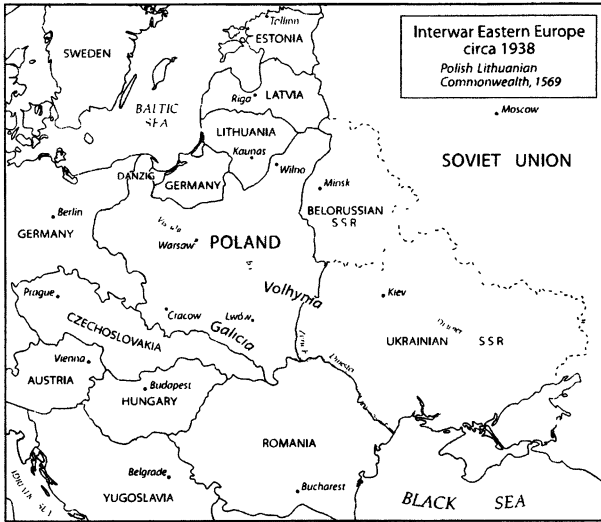 Interwar Eastern Europe
circa 1938
Polish Lithuanian
Commonwealth, 1569
Tallinn
ESTONIA
SWEDEN
BALTIC
SEA
Riga
LATVIA
Moscow
LITHUANIA
Kaunas
Wilno
SOVIET UNION
DANZIG
GERMANY
Minsk
BELORUSSIAN
S S R
Berlin
GERMANY
Warsaw
POLAND
Volhynia
Prague
Cracow
Lwów
Galicia
Kiev
CZECHOSLOVAKIA
UKRAINIAN S S R
Vienna
AUSTRIA
Budapest
HUNGARY
ROMANIA
Belgrade
YUGOSLAVIA
Bucharest
BLACK SEA